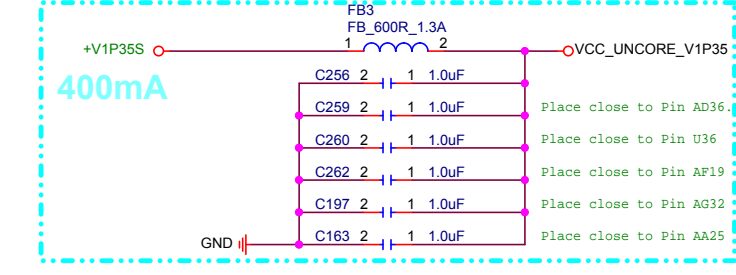 FB3
FB_600R_1.3A
+V1P35S 1 2 VCC_UNCORE_V1P35
400mA
C256 2 1 1.0uF
C259 2 1 1.0uF Place close to Pin AD36.
C260 2 1 1.0uF Place close to Pin U36
C262 2 1 1.0uF Place close to Pin AF19
C197 2 1 1.0uF Place close to Pin AG32
GND C163 2 1 1.0uF Place close to Pin AA25